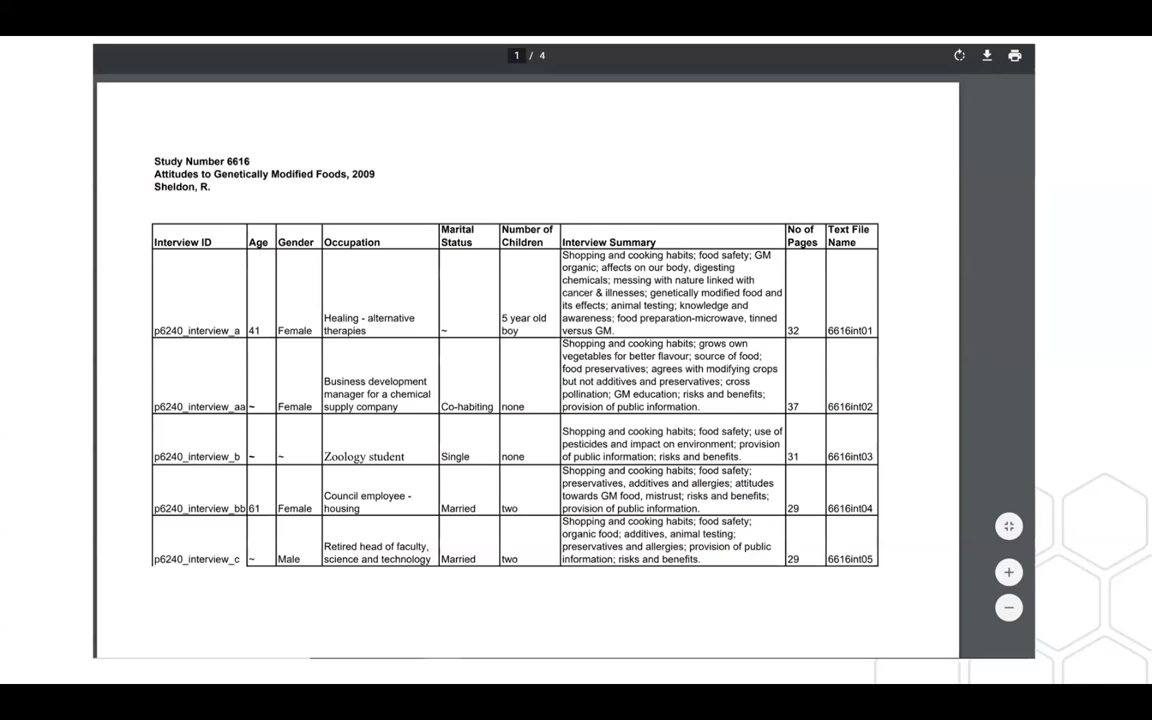 1 / 4
Study Number 6616
Attitudes to Genetically Modified Foods, 2009
Sheldon, R.
Interview ID Age Gender Occupation Marital Status Number of Children Interview Summary No of Pages Text File Name
p6240_interview_a 41 Female Healing - alternative therapies ~ 5 year old boy
Shopping and cooking habits; food safety; GM
organic; affects on our body, digesting
chemicals; messing with nature linked with
cancer & illnesses; genetically modified food and
its effects; animal testing; knowledge and
awareness; food preparation-microwave, tinned
versus GM.
32 6616int01
p6240_interview_aa ~ Female Business development manager for a chemical supply company Co-habiting none
Shopping and cooking habits; grows own
vegetables for better flavour; source of food;
food preservatives; agrees with modifying crops
but not additives and preservatives; cross
pollination; GM education; risks and benefits;
provision of public information.
37 6616int02
p6240_interview_b ~ ~ Zoology student Single none
Shopping and cooking habits; food safety; use of
pesticides and impact on environment; provision
of public information; risks and benefits.
31 6616int03
p6240_interview_bb 61 Female Council employee - housing Married two
Shopping and cooking habits; food safety;
preservatives, additives and allergies; attitudes
towards GM food, mistrust; risks and benefits;
provision of public information.
29 6616int04
p6240_interview_c ~ Male Retired head of faculty, science and technology Married two
Shopping and cooking habits; food safety;
organic food; additives, animal testing;
preservatives and allergies; provision of public
information; risks and benefits.
29 6616int05